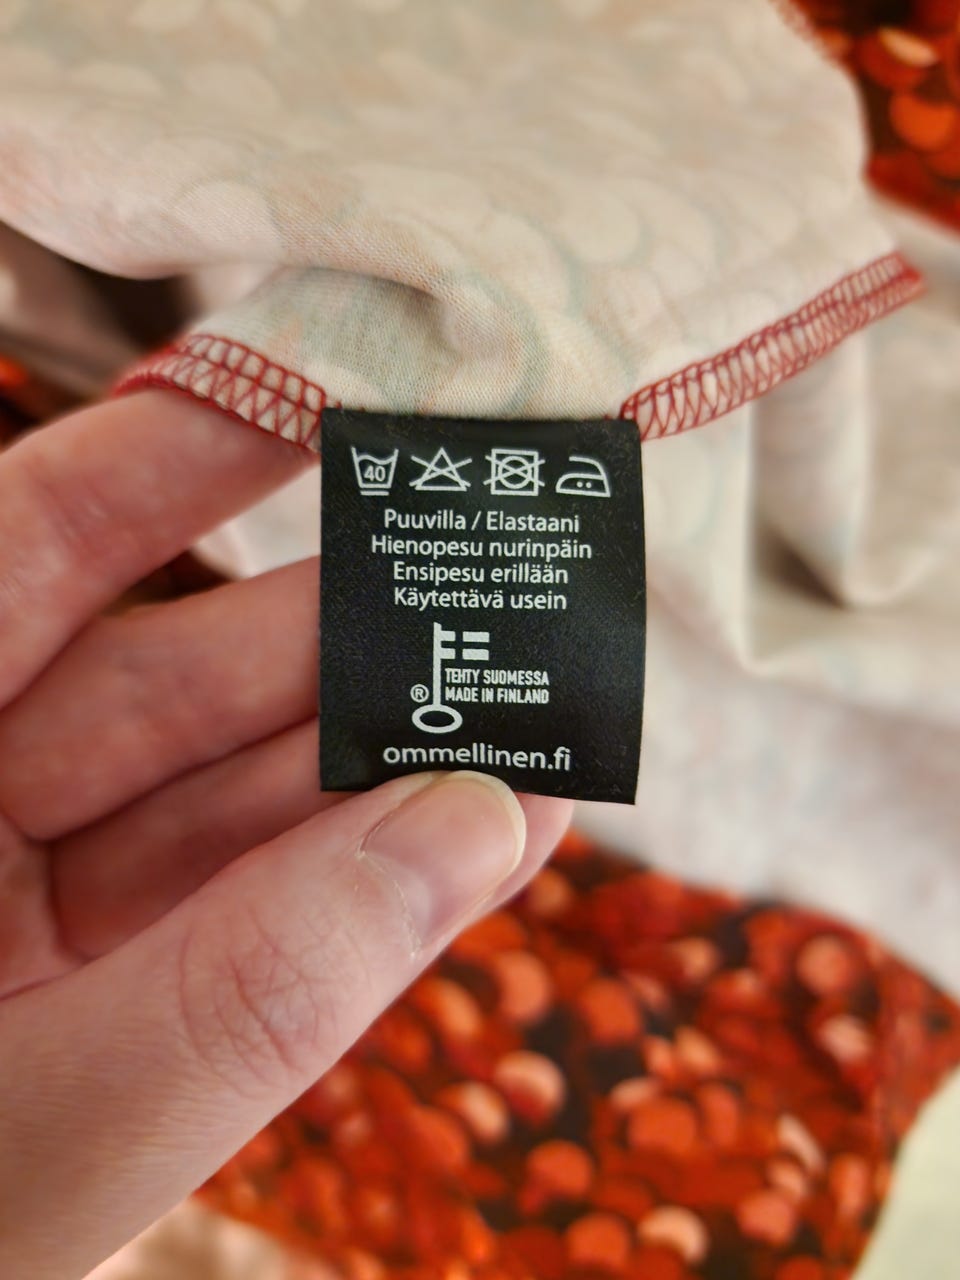 40
Puuvilla / Elastaani
Hienopesu nurinpäin
Ensipesu erillään
Käytettävä usein
TEHTY SUOMESSA
® MADE IN FINLAND
ommellinen.fi